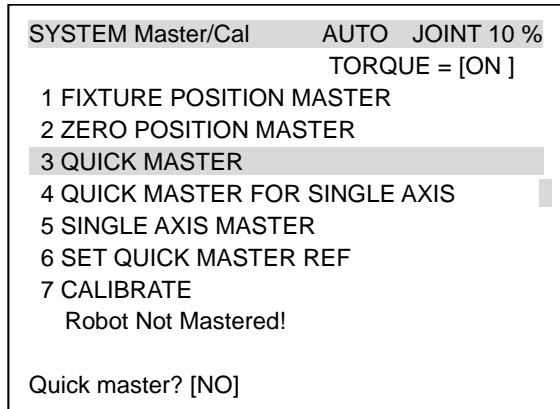 SYSTEM Master/Cal AUTO JOINT 10 %
TORQUE = [ON ]
1 FIXTURE POSITION MASTER
2 ZERO POSITION MASTER
3 QUICK MASTER
4 QUICK MASTER FOR SINGLE AXIS
5 SINGLE AXIS MASTER
6 SET QUICK MASTER REF
7 CALIBRATE
Robot Not Mastered!
Quick master? [NO]